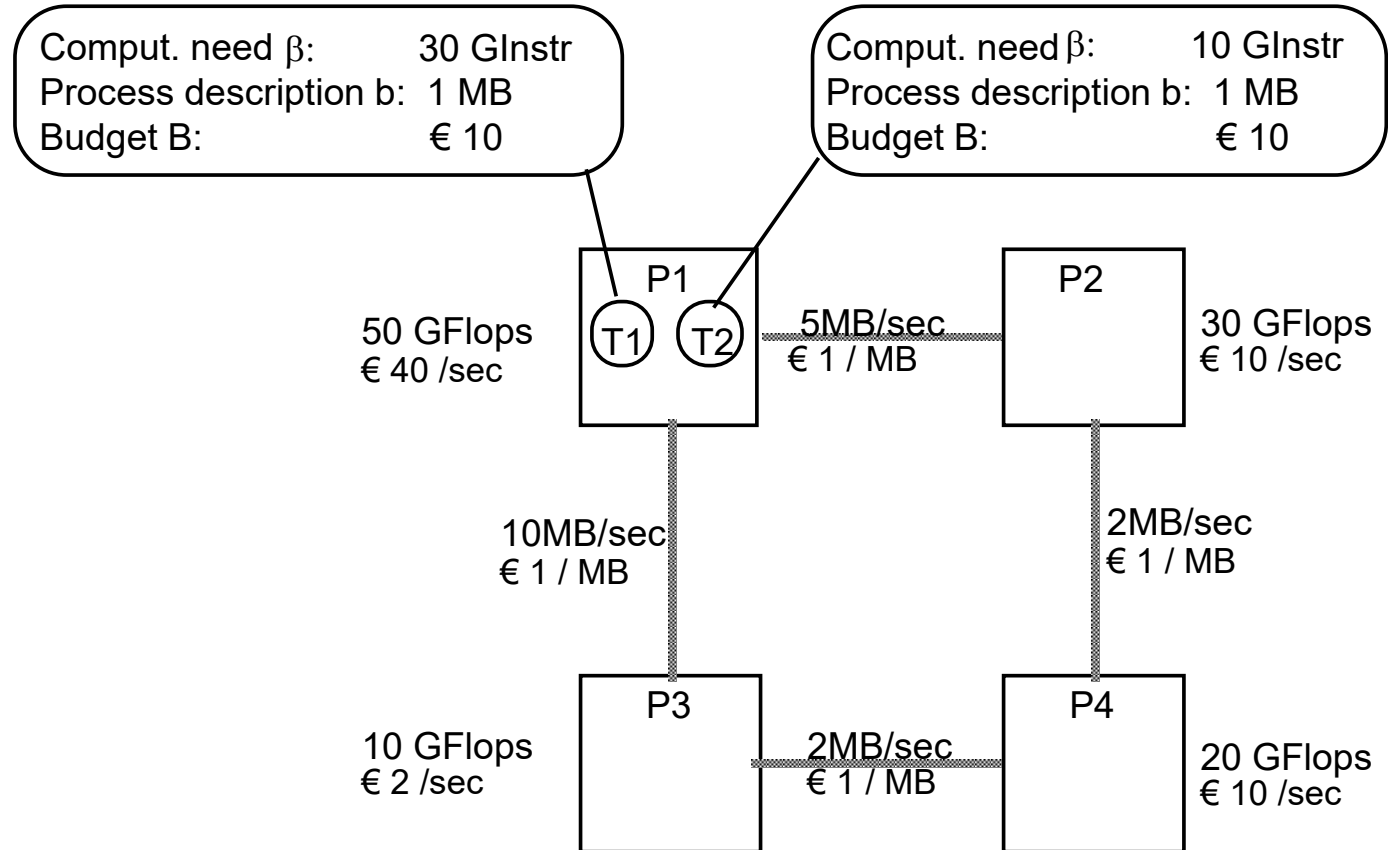 Comput. need β: 30 GInstr
Process description b: 1 MB
Budget B: € 10
Comput. need β: 10 GInstr
Process description b: 1 MB
Budget B: € 10
P1
P2
T1 T2
50 GFlops
€ 40 /sec
5MB/sec
€ 1 / MB
30 GFlops
€ 10 /sec
10MB/sec
€ 1 / MB
2MB/sec
€ 1 / MB
P3
P4
10 GFlops
€ 2 /sec
2MB/sec
€ 1 / MB
20 GFlops
€ 10 /sec